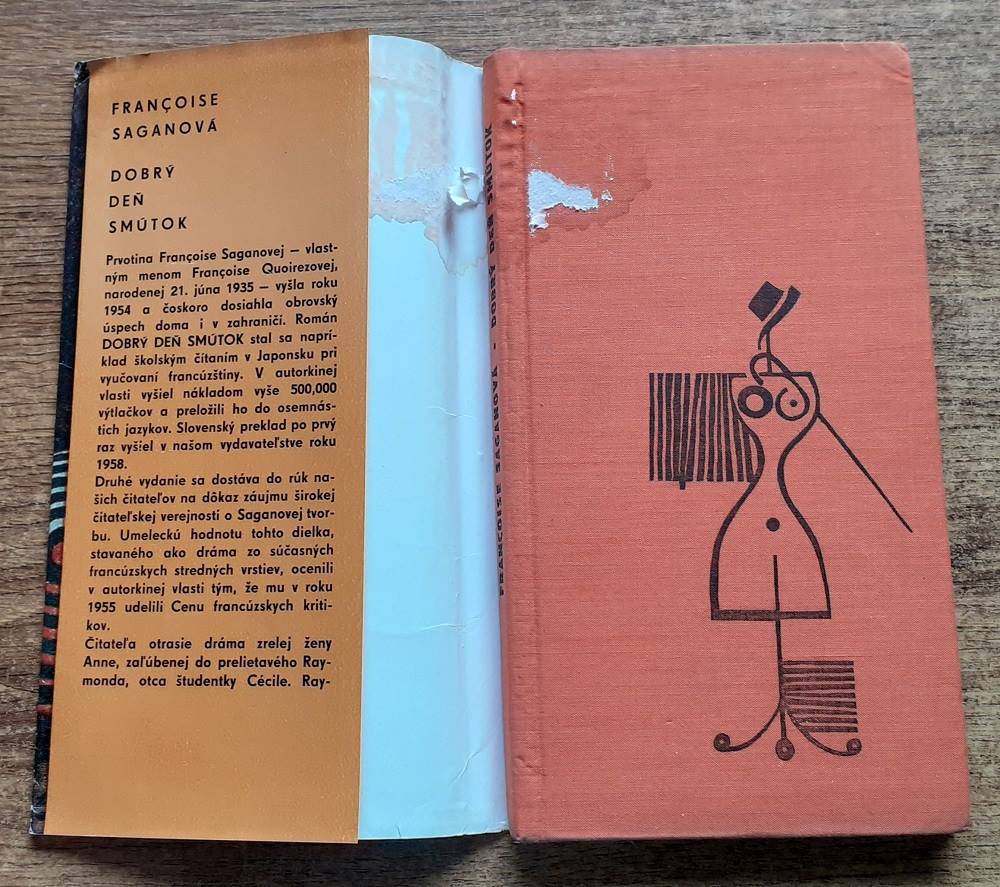 FRANÇOISE
SAGANOVÁ
DOBRÝ
DEŇ
SMÚTOK
Prvotina Françoise Saganovej – vlast-
ným menom Françoise Quoirezovej,
narodenej 21. júna 1935 – vyšla roku
1954 a čoskoro dosiahla obrovský
úspech doma i v zahraničí. Román
DOBRÝ DEŇ SMÚTOK stal sa naprí-
klad školským čítaním v Japonsku pri
vyučovaní francúzštiny. V autorkinej
vlasti vyšiel nákladom vyše 500,000
výtlačkov a preložili ho do osemnás-
tich jazykov. Slovenský preklad po prvý
raz vyšiel v našom vydavateľstve roku
1958.
Druhé vydanie sa dostáva do rúk na-
šich čitateľov na dôkaz záujmu širokej
čitateľskej verejnosti o Saganovej tvor-
bu. Umeleckú hodnotu tohto dielka,
stavaného ako dráma zo súčasných
francúzskych stredných vrstiev, ocenili
v autorkinej vlasti tým, že mu v roku
1955 udelili Cenu francúzskych kriti-
kov.
Čitateľa otrasie dráma zrelej ženy
Anne, zaľúbenej do prelietavého Ray-
monda, otca študentky Cécile. Ray-
FRANÇOISE SAGANOVÁ - DOBRÝ DEŇ SMÚTOK